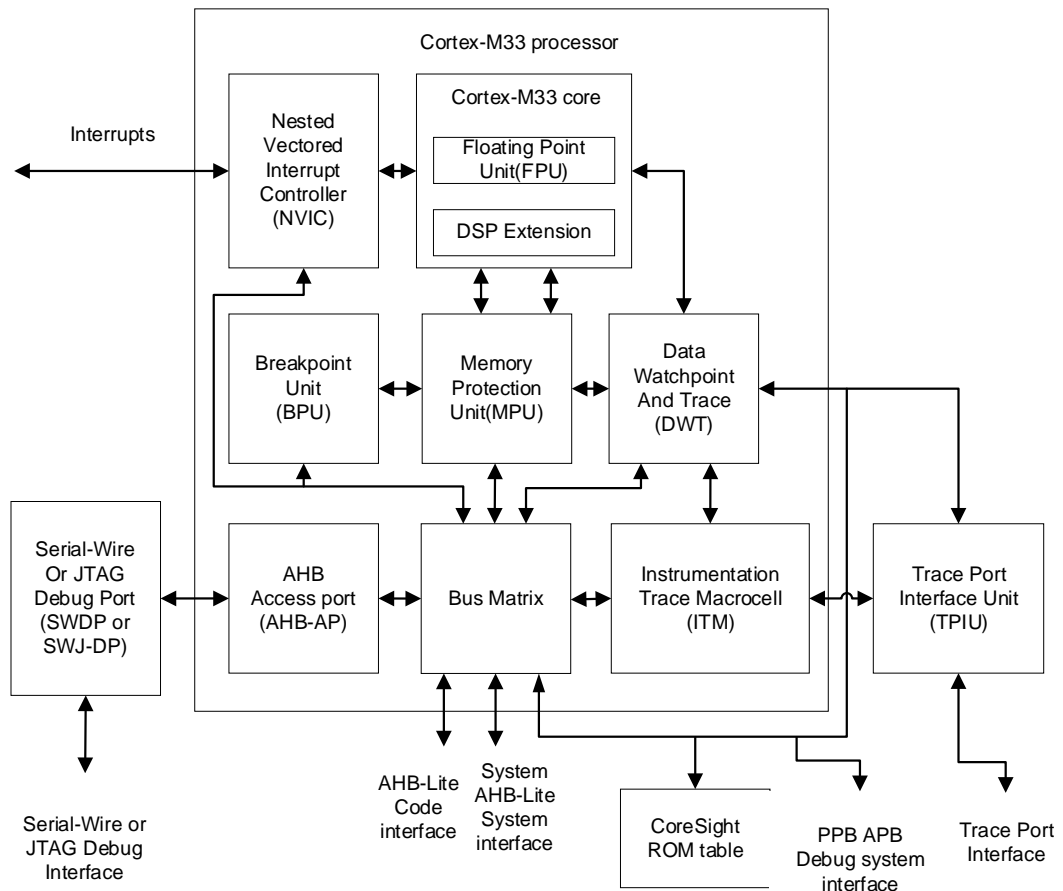 Cortex-M33 processor
Interrupts
Nested
Vectored
Interrupt
Controller
(NVIC)
Cortex-M33 core
Floating Point
Unit(FPU)
DSP Extension
Breakpoint
Unit
(BPU)
Memory
Protection
Unit(MPU)
Data
Watchpoint
And Trace
(DWT)
Serial-Wire
Or JTAG
Debug Port
(SWDP or
SWJ-DP)
AHB
Access port
(AHB-AP)
Bus Matrix
Instrumentation
Trace Macrocell
(ITM)
Trace Port
Interface Unit
(TPIU)
Serial-Wire or
JTAG Debug
Interface
AHB-Lite
Code
interface
System
AHB-Lite
System
interface
CoreSight
ROM table
PPB APB
Debug system
interface
Trace Port
Interface